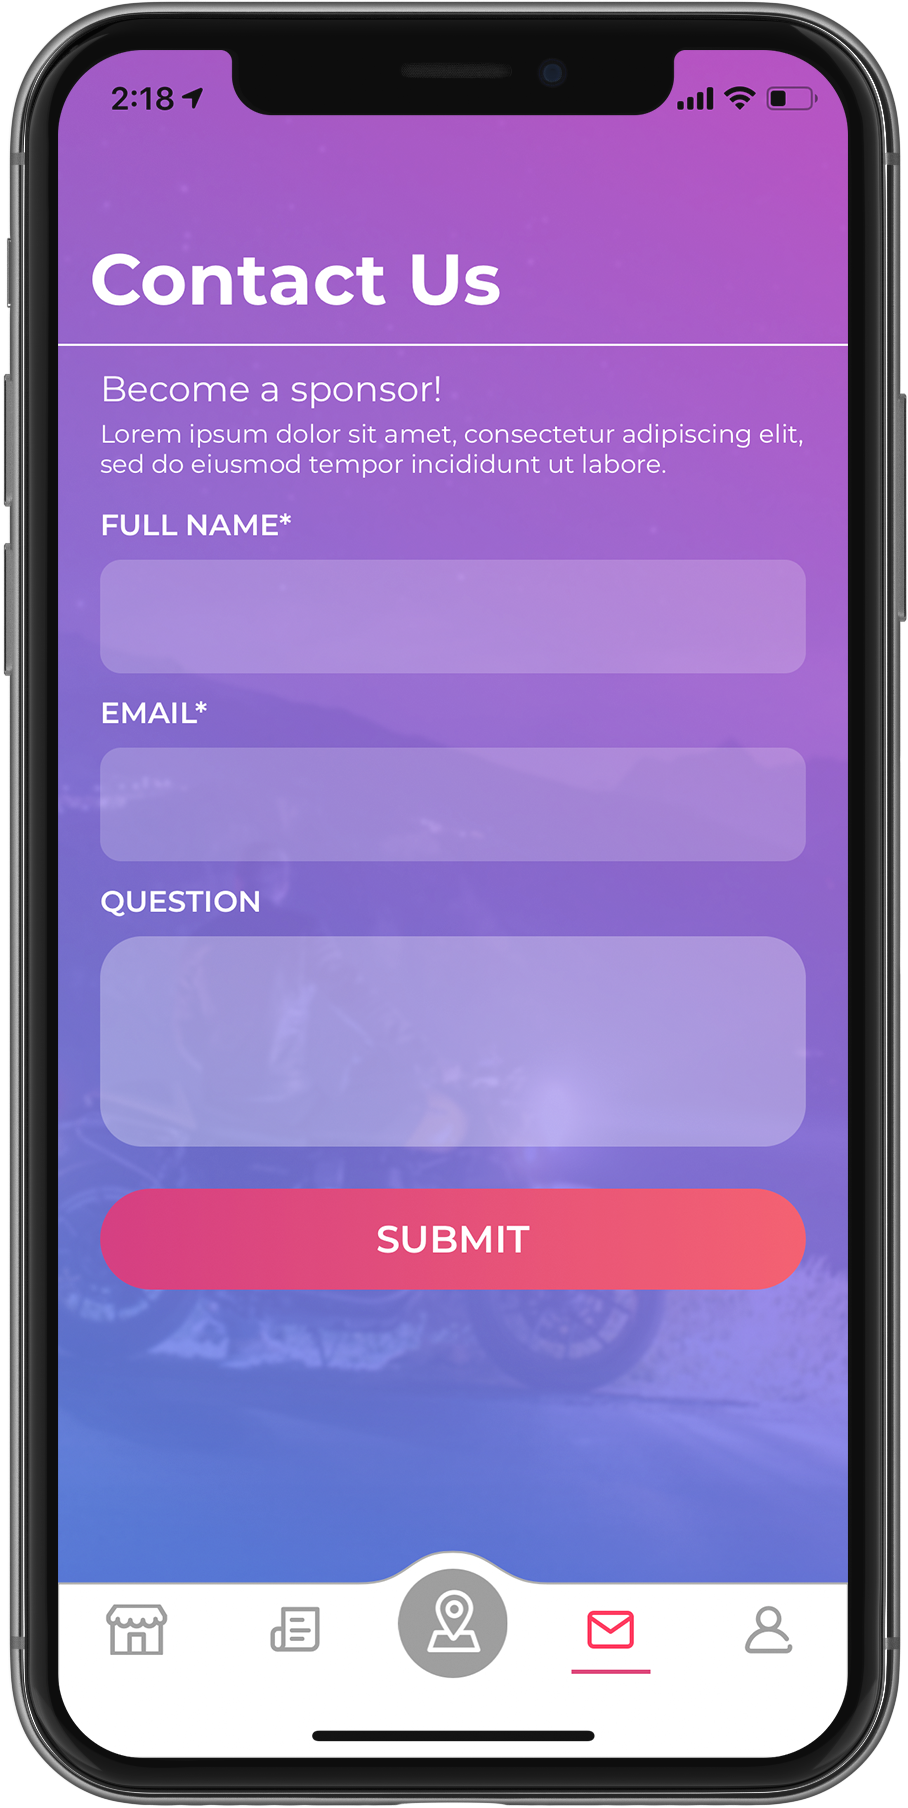 2:18
Contact Us
Become a sponsor!
Lorem ipsum dolor sit amet, consectetur adipiscing elit,
sed do eiusmod tempor incididunt ut labore.
FULL NAME*
EMAIL*
QUESTION
SUBMIT